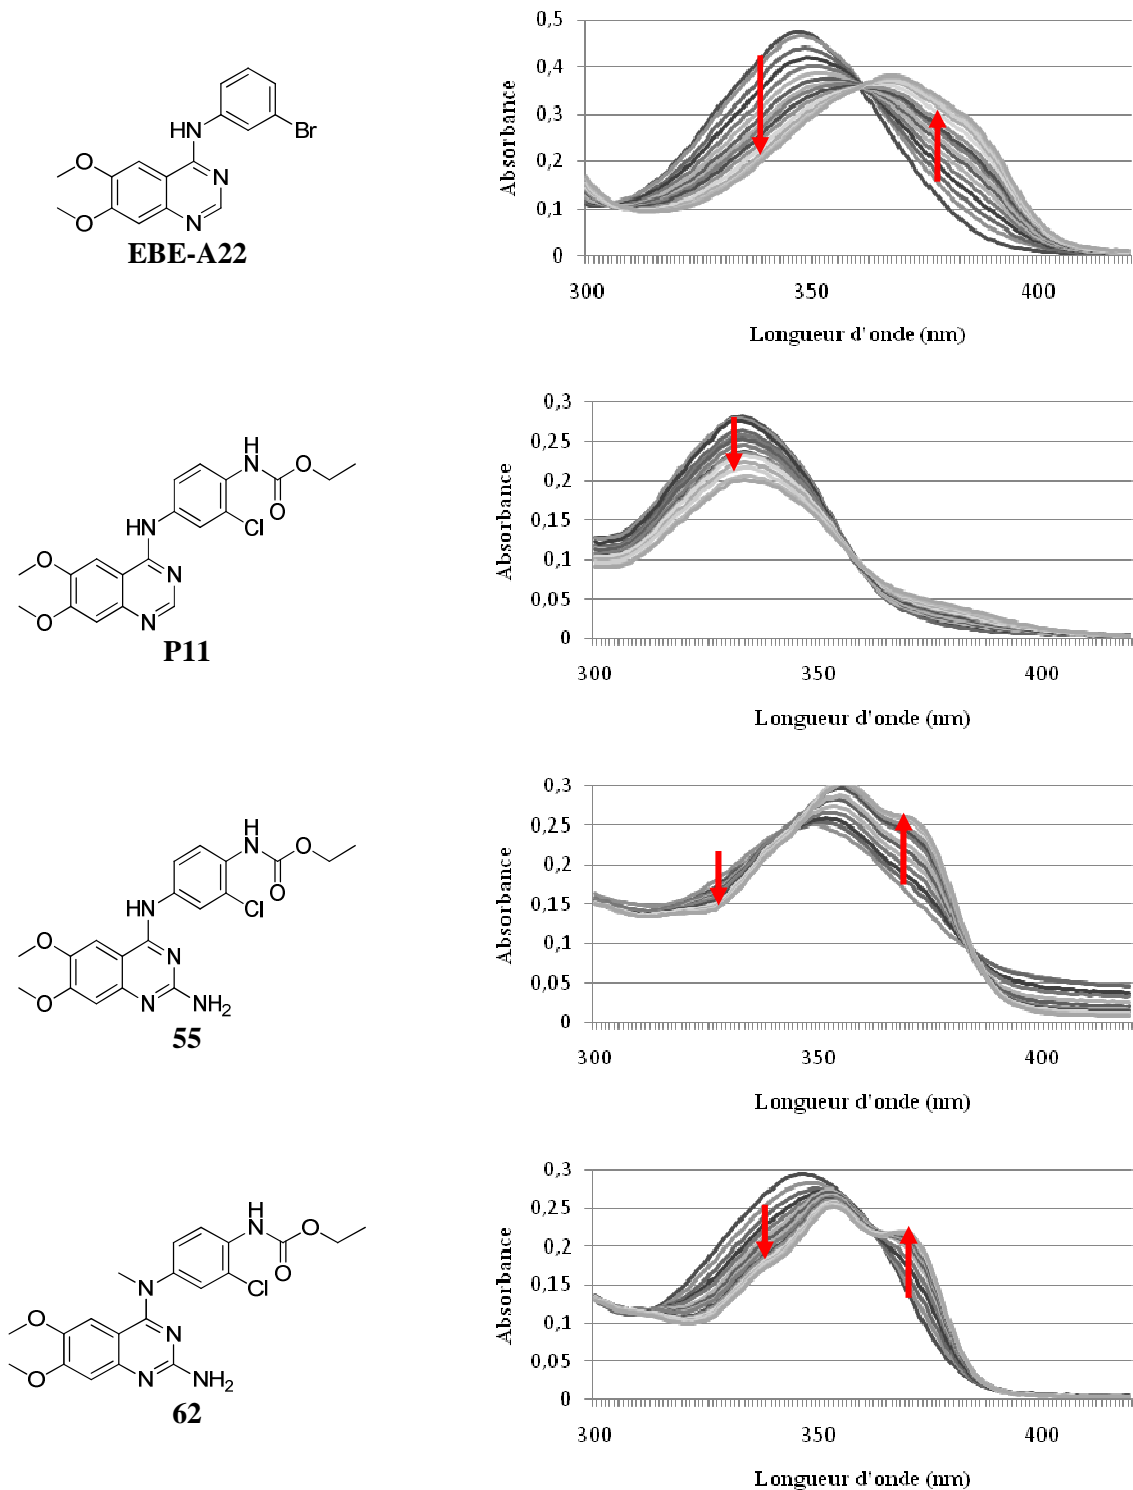 HN
Br
O
O
N
N
EBE-A22
0,5
0,4
0,3
0,2
0,1
0
Absorbance
300 350 400
Longueur d'onde (nm)
H
N
O
O
HN
Cl
O
O
N
N
P11
0,3
0,25
0,2
0,15
0,1
0,05
0
Absorbance
300 350 400
Longueur d'onde (nm)
H
N
O
O
HN
Cl
O
O
N
N
NH2
55
0,3
0,25
0,2
0,15
0,1
0,05
0
Absorbance
300 350 400
Longueur d'onde (nm)
H
N
O
O
N
Cl
O
O
N
N
NH2
62
0,3
0,25
0,2
0,15
0,1
0,05
0
Absorbance
300 350 400
Longueur d'onde (nm)